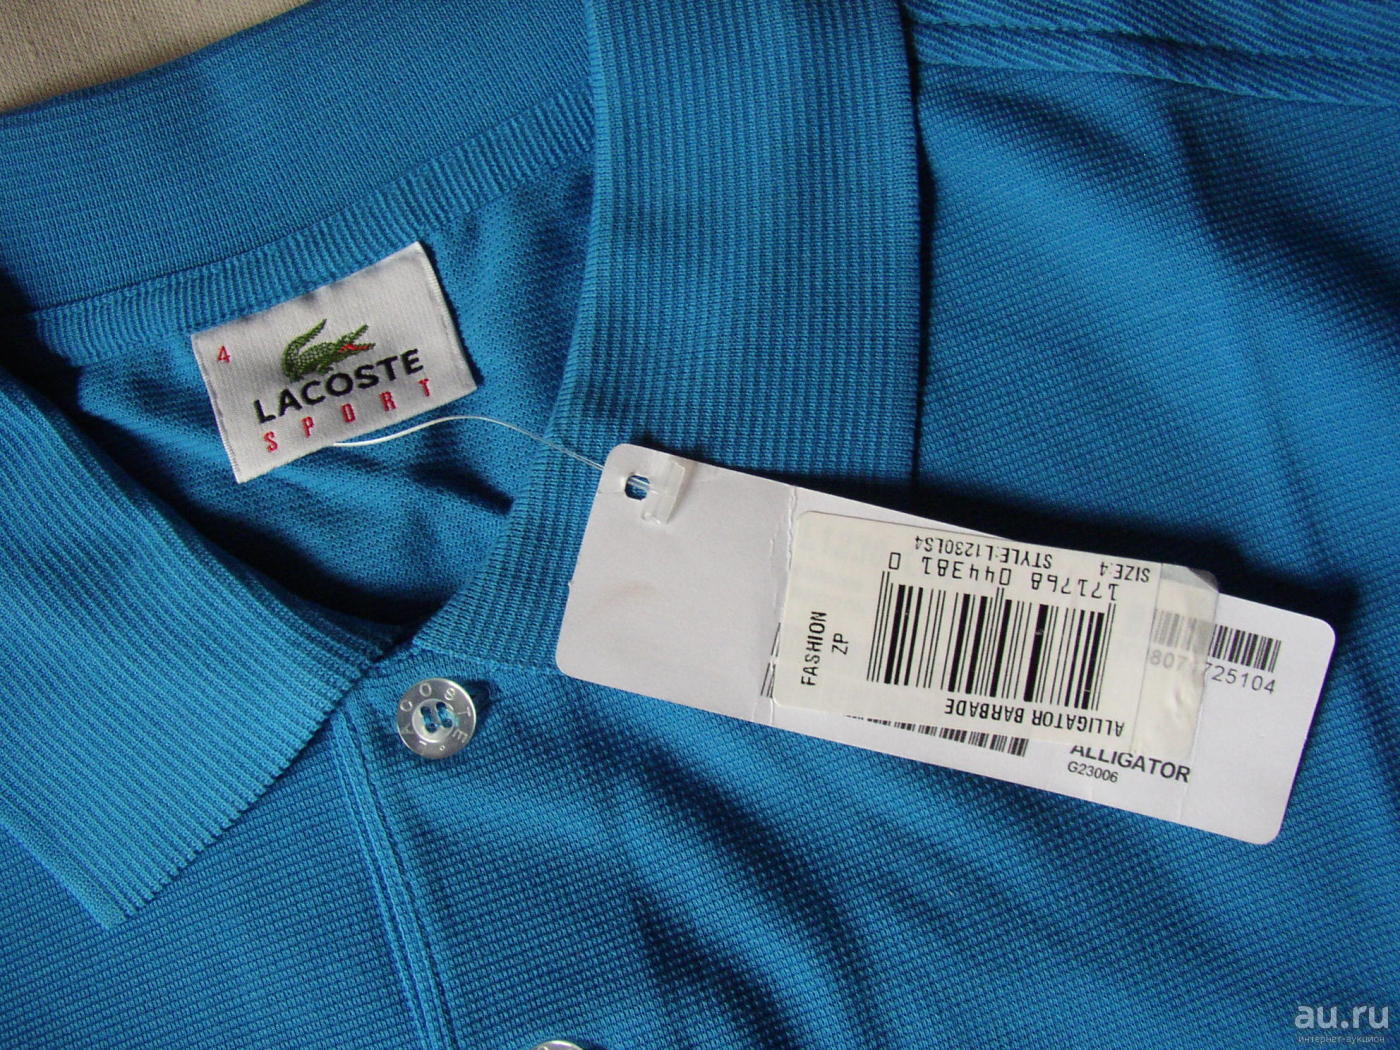 4
LACOSTE
SPORT
LACOSTE
SIZE:4
STYLE:L1230LS4
171768 044381 0
FASHION
ZP
ALLIGATOR BARBADE
725104
ALLIGATOR
G23006
au.ru
интернет-аукцион